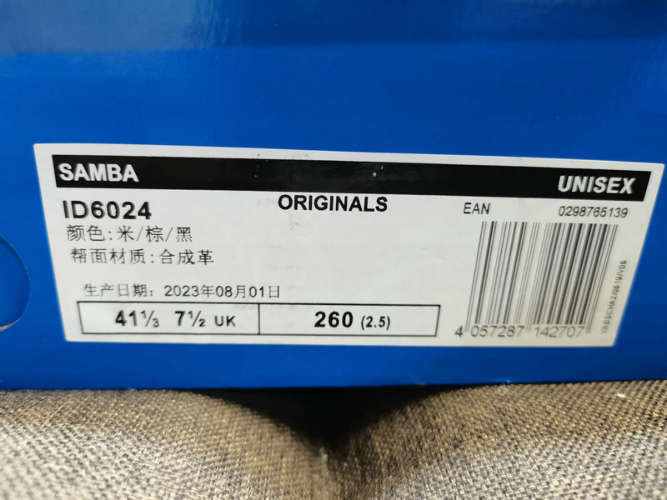 SAMBA
UNISEX
ORIGINALS
ID6024
EAN 0298765139
颜色:米/棕/黑
帮面材质:合成革
生产日期: 2023年08月01日
41⅓ 7½ UK 260 (2.5)
4 057287 142707